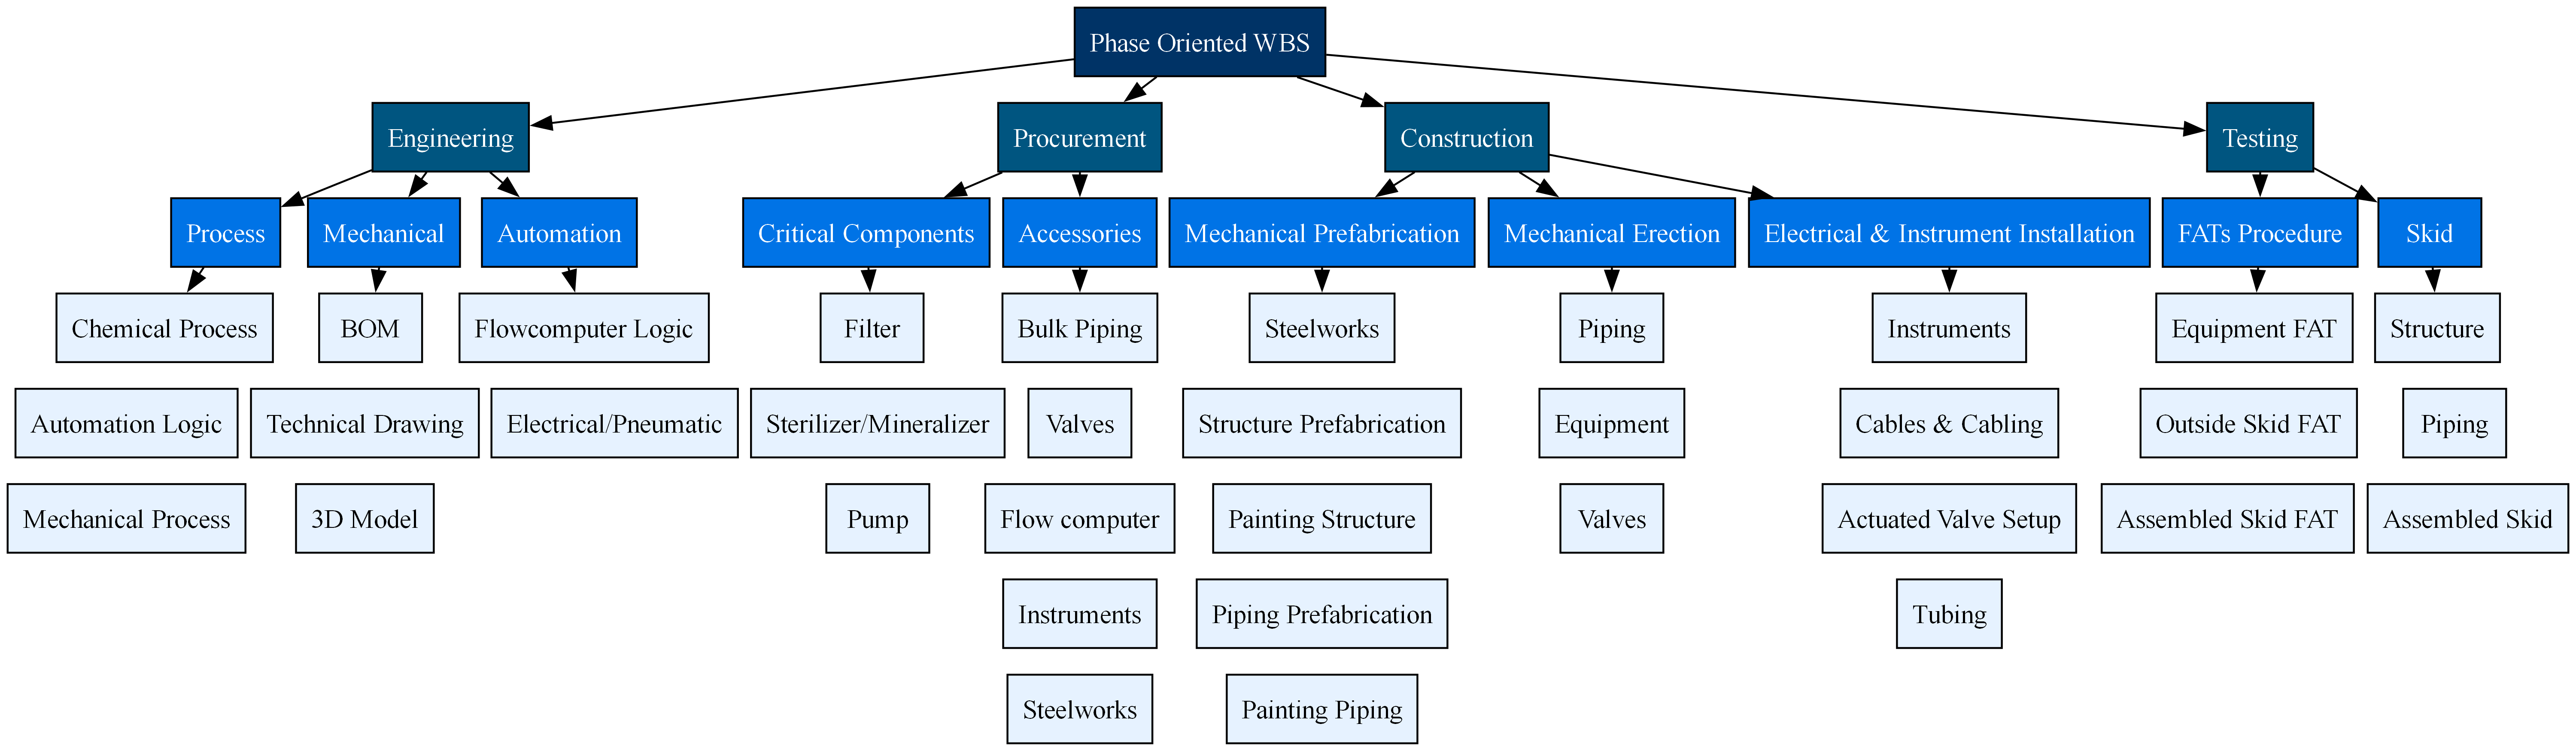 Phase Oriented WBS
Engineering
Procurement
Construction
Testing
Process
Mechanical
Automation
Critical Components
Accessories
Mechanical Prefabrication
Mechanical Erection
Electrical & Instrument Installation
FATs Procedure
Skid
Chemical Process
BOM
Flowcomputer Logic
Filter
Bulk Piping
Steelworks
Piping
Instruments
Equipment FAT
Structure
Automation Logic
Technical Drawing
Electrical/Pneumatic
Sterilizer/Mineralizer
Valves
Structure Prefabrication
Equipment
Cables & Cabling
Outside Skid FAT
Piping
Mechanical Process
3D Model
Pump
Flow computer
Painting Structure
Valves
Actuated Valve Setup
Assembled Skid FAT
Assembled Skid
Instruments
Piping Prefabrication
Tubing
Steelworks
Painting Piping